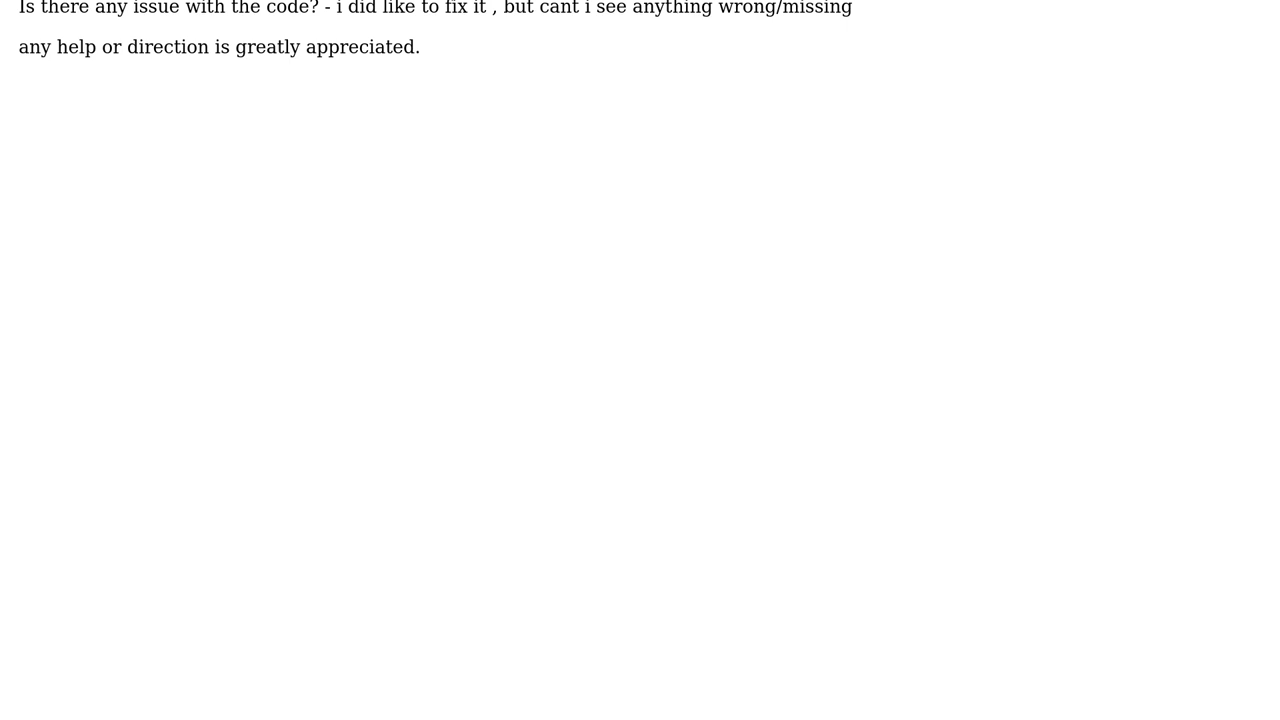 Is there any issue with the code? - i did like to fix it , but cant i see anything wrong/missing
any help or direction is greatly appreciated.